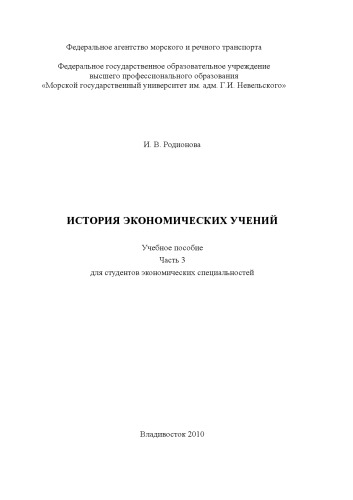 Федеральное агентство морского и речного транспорта
Федеральное государственное образовательное учреждение
высшего профессионального образования
«Морской государственный университет им. адм. Г.И. Невельского»
И. В. Родионова
ИСТОРИЯ ЭКОНОМИЧЕСКИХ УЧЕНИЙ
Учебное пособие
Часть 3
для студентов экономических специальностей
Владивосток 2010